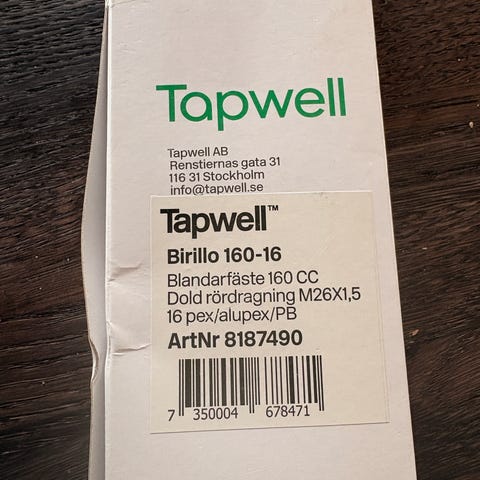 Tapwell
Tapwell AB
Renstiernas gata 31
116 31 Stockholm
info@tapwell.se
Tapwell™
Birillo 160-16
Blandarfäste 160 CC
Dold rördragning M26X1,5
16 pex/alupex/PB
ArtNr 8187490
7 350004 678471